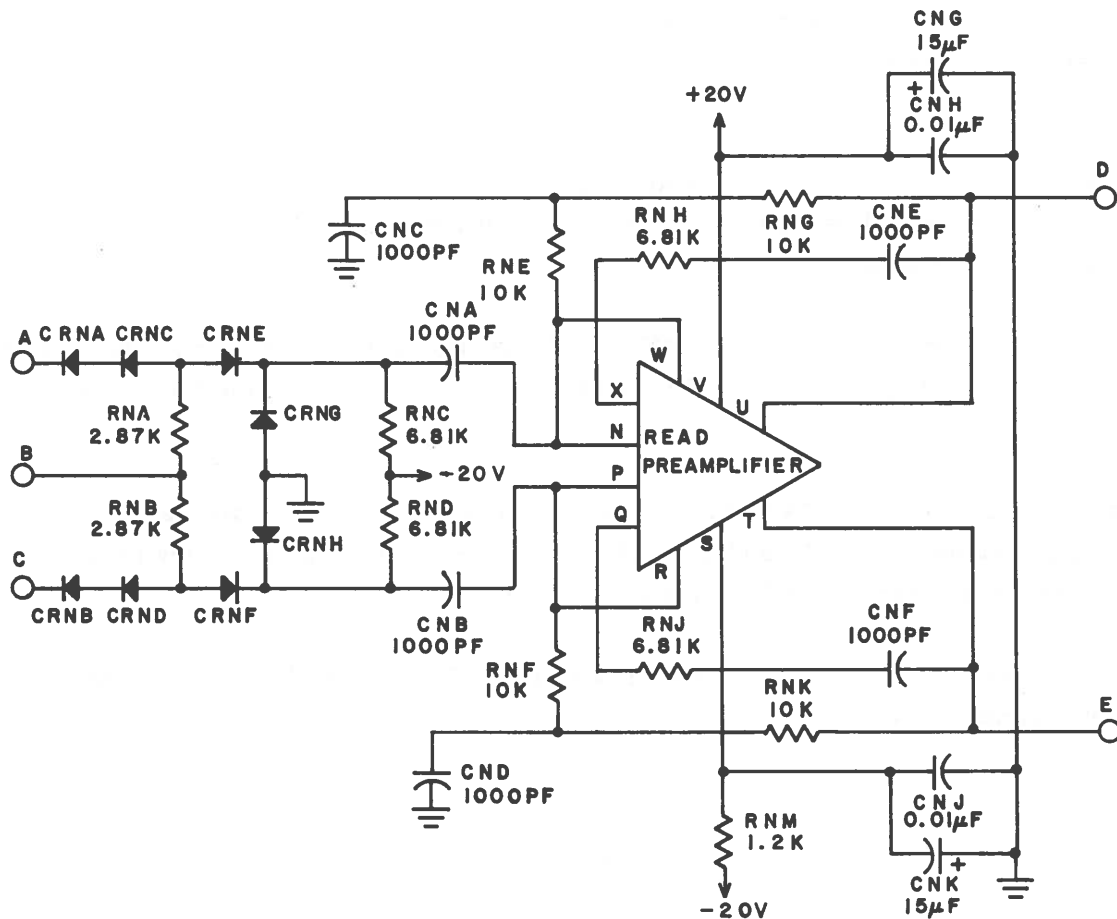 CNG
15µF
+20V
+
CNH
0.01µF
D
CNC
1000PF
RNH
6.81K
RNG
10K
CNE
1000PF
RNE
10K
CNA
1000PF
A
CRNA
CRNC
CRNE
W
V
U
X
RNA
2.87K
CRNG
RNC
6.81K
N
READ
PREAMPLIFIER
B
-20V
P
RNB
2.87K
CRNH
RND
6.81K
Q
S
T
R
C
CRNB
CRND
CRNF
CNB
1000PF
RNJ
6.81K
CNF
1000PF
RNF
10K
RNK
10K
E
CND
1000PF
RNM
1.2K
CNJ
0.01µF
+
CNK
15µF
-20V